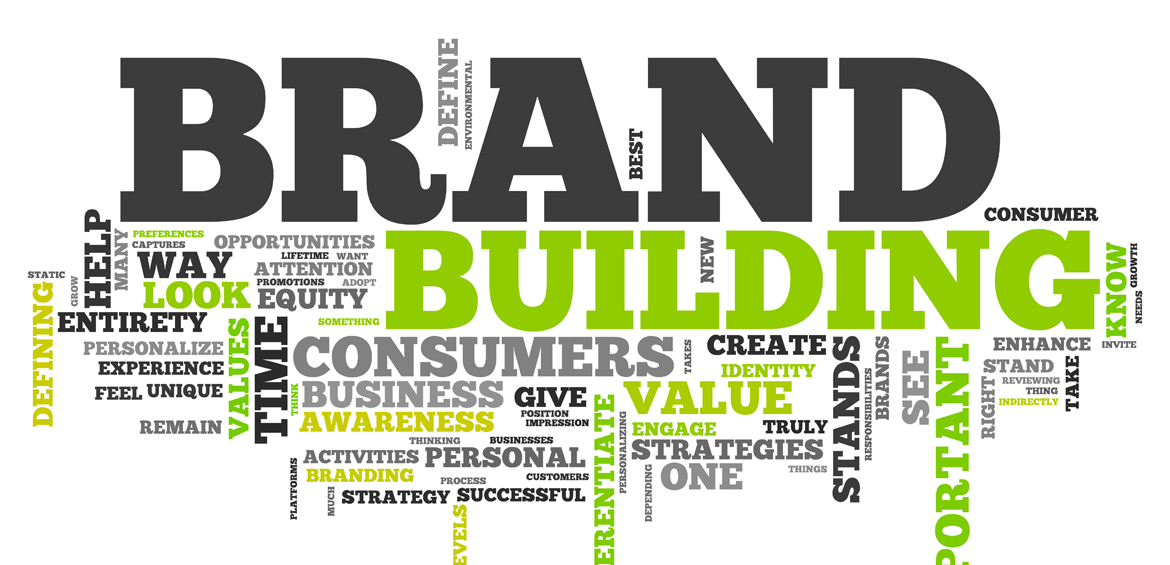 BRAND
DEFINE
ENVIRONMENTAL
BEST
CONSUMER
BUILDING
HELP
MANY
PREFERENCES
CAPTURES
OPPORTUNITIES
WAY
LIFETIME
WANT
ATTENTION
STATIC
GROW
LOOK
PROMOTIONS
ADOPT
EQUITY
NEW
KNOW
GROWTH
NEEDS
DEFINING
ENTIRETY
SOMETHING
VALUES
TIME
PERSONALIZE
EXPERIENCE
FEEL
UNIQUE
REMAIN
CONSUMERS
TAKES
CREATE
IDENTITY
THINK
BUSINESS
GIVE
VALUE
AWARENESS
POSITION
IMPRESSION
ERENTIATE
PERSONALIZING
ENGAGE
TRULY
STANDS
RESPONSIBILITIES
BRANDS
SEE
PORTANT
ENHANCE
INVITE
STAND
RIGHT
REVIEWING
THING
INDIRECTLY
TAKE
THINKING
BUSINESSES
STRATEGIES
ACTIVITIES
PERSONAL
DEPENDING
ONE
THINGS
PLATFORMS
BRANDING
PROCESS
CUSTOMERS
MUCH
STRATEGY
SUCCESSFUL
EVELS